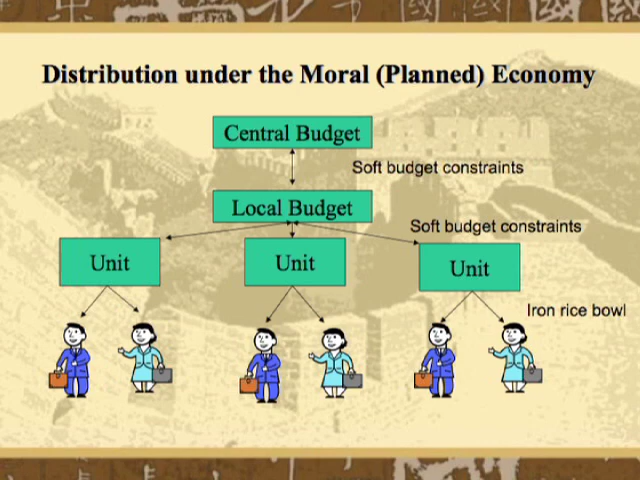 Distribution under the Moral (Planned) Economy
Central Budget
Soft budget constraints
Local Budget
Soft budget constraints
Unit
Unit
Unit
Iron rice bowl